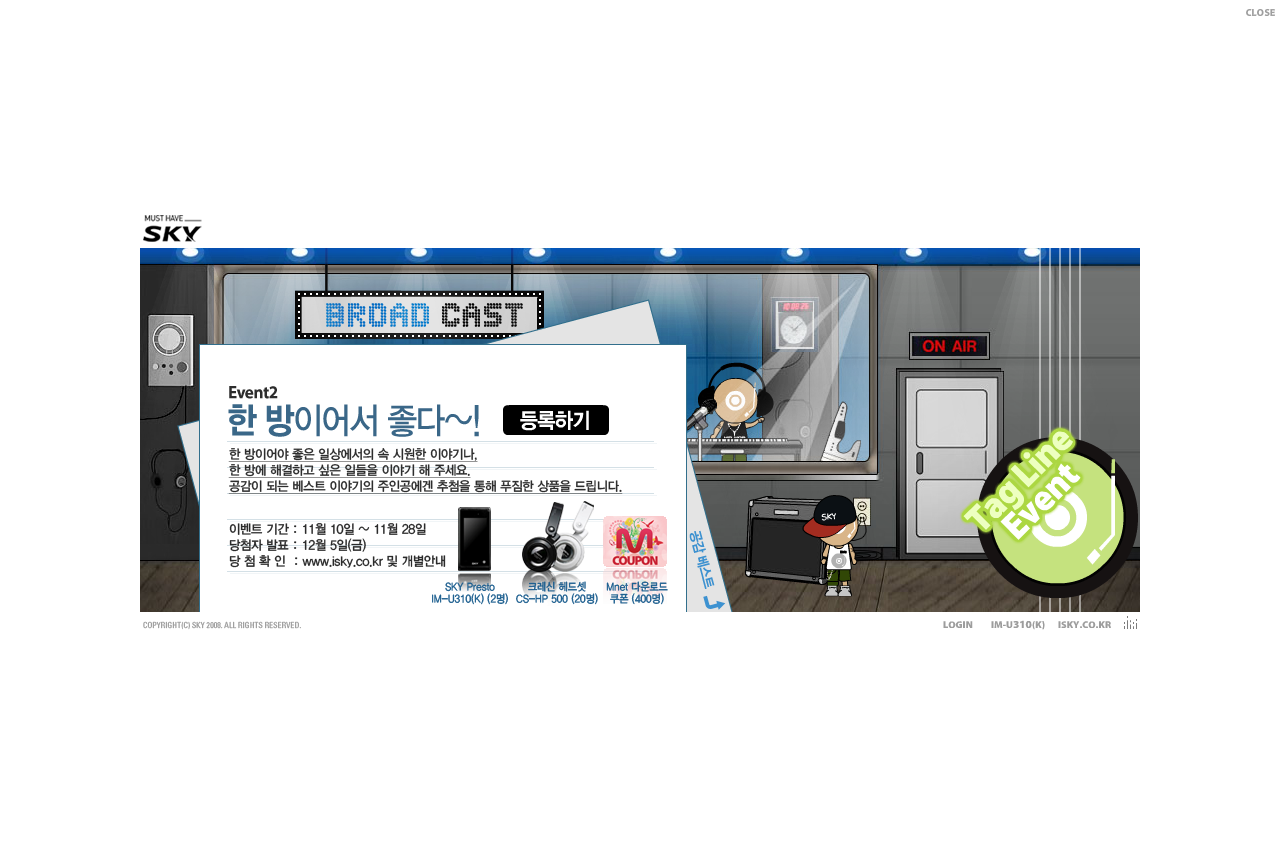 CLOSE
MUST HAVE
SKY
BROAD CAST
ON AIR
Event2
한 방이어서 좋다~!
등록하기
한 방이어야 좋은 일상에서의 속 시원한 이야기나,
한 방에 해결하고 싶은 일들을 이야기 해 주세요.
공감이 되는 베스트 이야기의 주인공에겐 추첨을 통해 푸짐한 상품을 드립니다.
이벤트 기간 : 11월 10일 ~ 11월 28일
당첨자 발표 : 12월 5일(금)
당 첨 확 인 : www.isky.co.kr 및 개별안내
M
COUPON
SKY Presto
IM-U310(K) (2명)
크레신 헤드셋
CS-HP 500 (20명)
Mnet 다운로드
쿠폰 (400명)
공감 베스트
SKY
Tag Line
Event
COPYRIGHT(C) SKY 2008. ALL RIGHTS RESERVED.
LOGIN
IM-U310(K)
ISKY.CO.KR